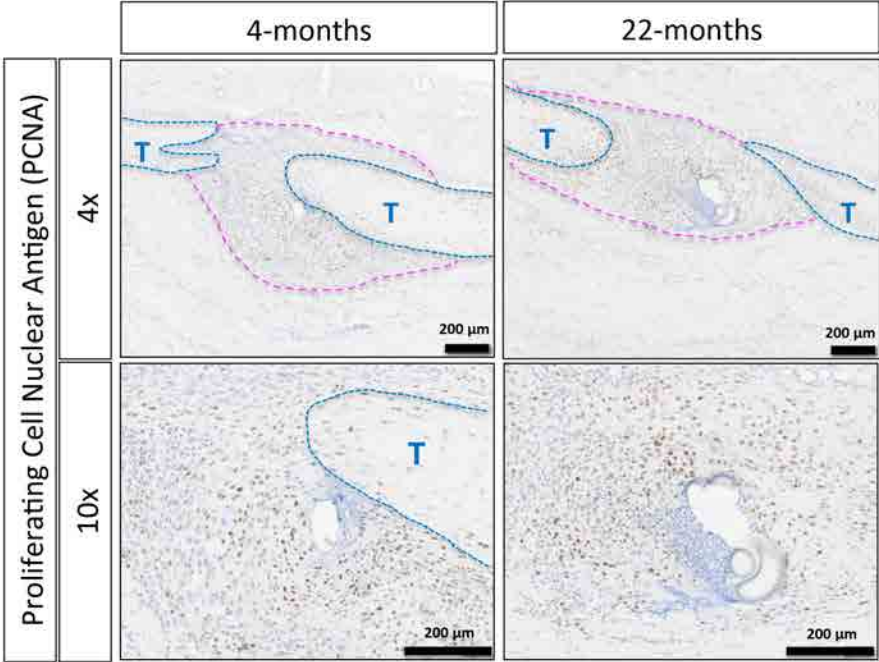 4-months
22-months
Proliferating Cell Nuclear Antigen (PCNA)
4x
T
T
200 µm
T
T
200 µm
10x
T
200 µm
200 µm